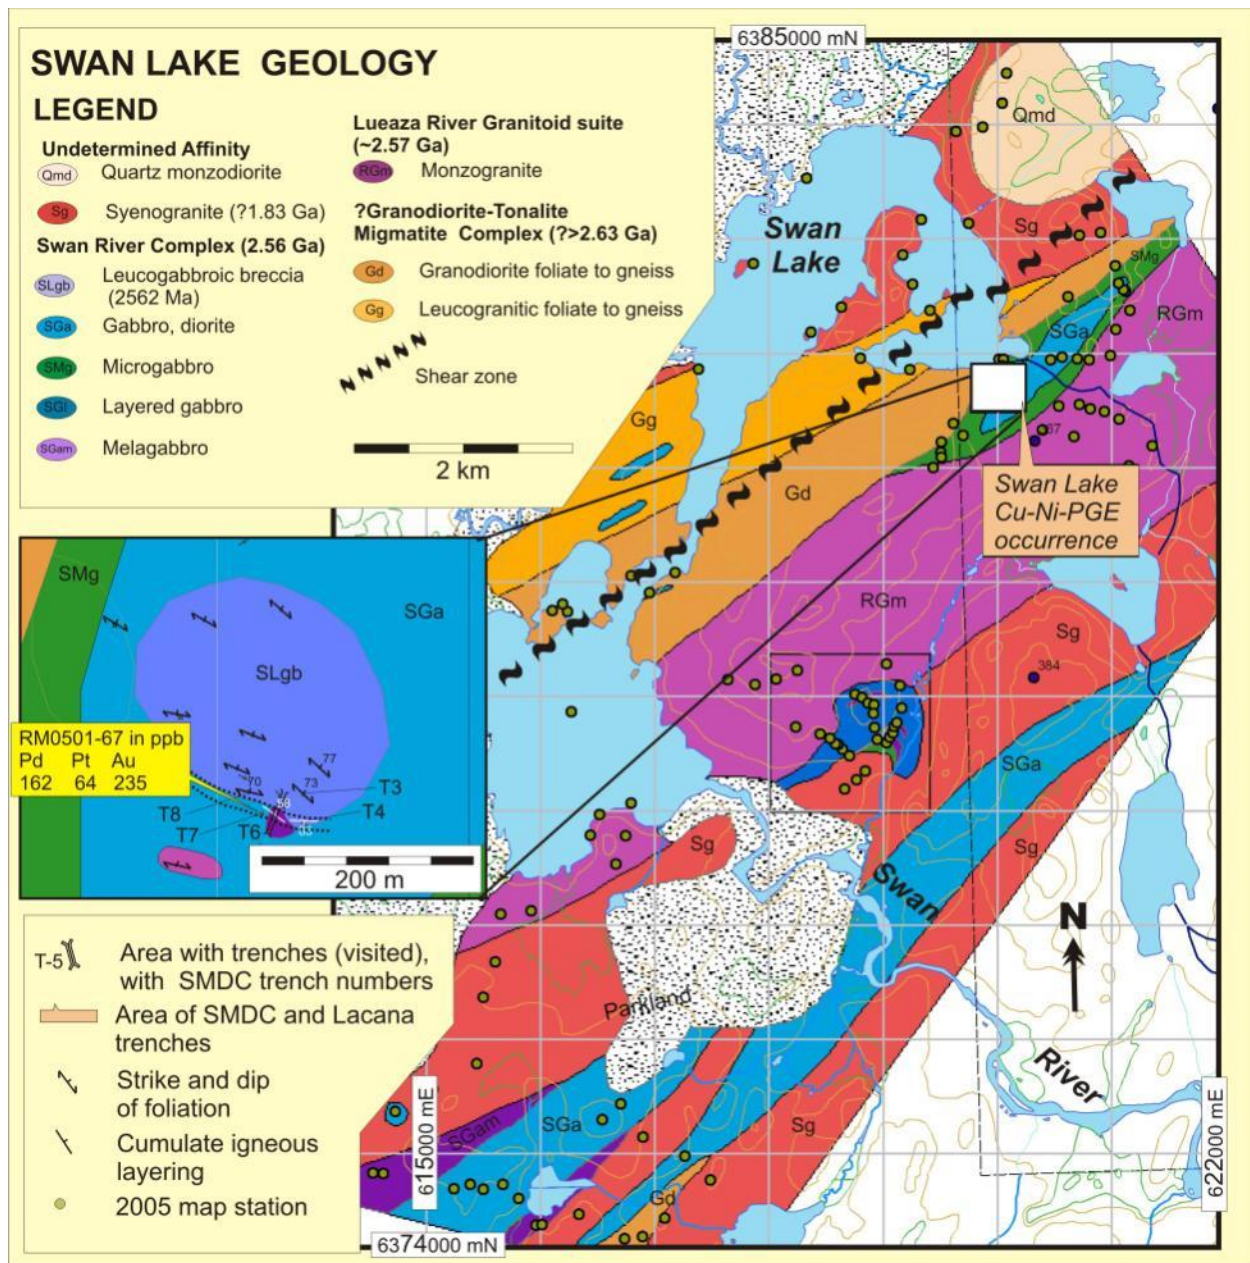 SWAN LAKE GEOLOGY
LEGEND
Undetermined Affinity
Qmd Quartz monzodiorite
Sg Syenogranite (?1.83 Ga)
Swan River Complex (2.56 Ga)
SLgb Leucogabbroic breccia
(2562 Ma)
SGa Gabbro, diorite
SMg Microgabbro
SGl Layered gabbro
SGam Melagabbro
Lueaza River Granitoid suite
(~2.57 Ga)
RGm Monzogranite
?Granodiorite-Tonalite
Migmatite Complex (?>2.63 Ga)
Gd Granodiorite foliate to gneiss
Gg Leucogranitic foliate to gneiss
Shear zone
2 km
6385000 mN
Qmd
Swan
Lake
Sg
SMg
RGm
SGa
Gg
67
Gd
Swan Lake
Cu-Ni-PGE
occurrence
RGm
Sg
384
SGa
Sg
Sg
Swan
N
Parkland
River
SGam
SGa
Sg
Gd
615000 mE
622000 mE
6374000 mN
SMg
SGa
SLgb
RM0501-67 in ppb
Pd Pt Au
162 64 235
77
70
73
T3
58
T8
T4
T7
T6
200 m
T-5 Area with trenches (visited),
with SMDC trench numbers
Area of SMDC and Lacana
trenches
Strike and dip
of foliation
Cumulate igneous
layering
2005 map station